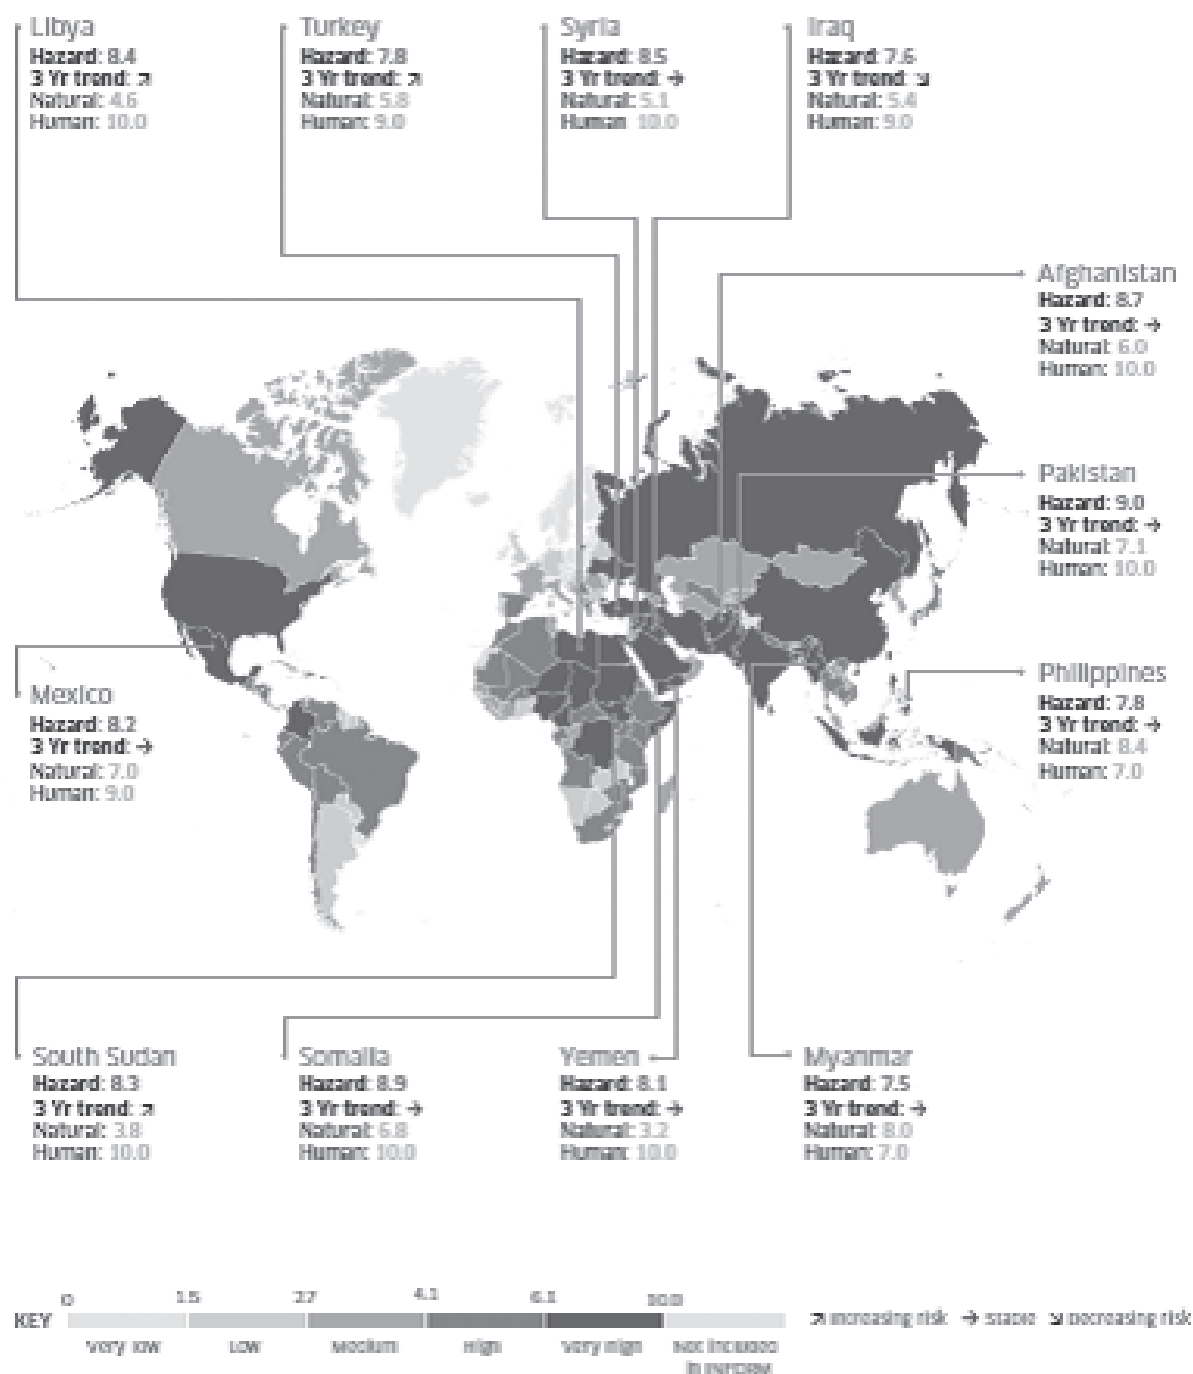 Libya
Hazard: 8.4
3 Yr trend: ↗
Natural: 4.6
Human: 10.0
Turkey
Hazard: 7.8
3 Yr trend: ↗
Natural: 5.8
Human: 9.0
Syria
Hazard: 8.5
3 Yr trend: →
Natural: 5.1
Human: 10.0
Iraq
Hazard: 7.6
3 Yr trend: ↘
Natural: 5.4
Human: 9.0
Afghanistan
Hazard: 8.7
3 Yr trend: →
Natural: 6.0
Human: 10.0
Pakistan
Hazard: 9.0
3 Yr trend: →
Natural: 7.1
Human: 10.0
Mexico
Hazard: 8.2
3 Yr trend: →
Natural: 7.0
Human: 9.0
Philippines
Hazard: 7.8
3 Yr trend: →
Natural: 8.4
Human: 7.0
South Sudan
Hazard: 8.3
3 Yr trend: ↗
Natural: 3.8
Human: 10.0
Somalia
Hazard: 8.9
3 Yr trend: →
Natural: 6.8
Human: 10.0
Yemen
Hazard: 8.1
3 Yr trend: →
Natural: 3.2
Human: 10.0
Myanmar
Hazard: 7.5
3 Yr trend: →
Natural: 8.0
Human: 7.0
0 1.5 2.7 4.1 6.1 10.0
KEY
Very low Low Medium High Very high Not included
in INFORM
↗ Increasing risk → Stable ↘ Decreasing risk